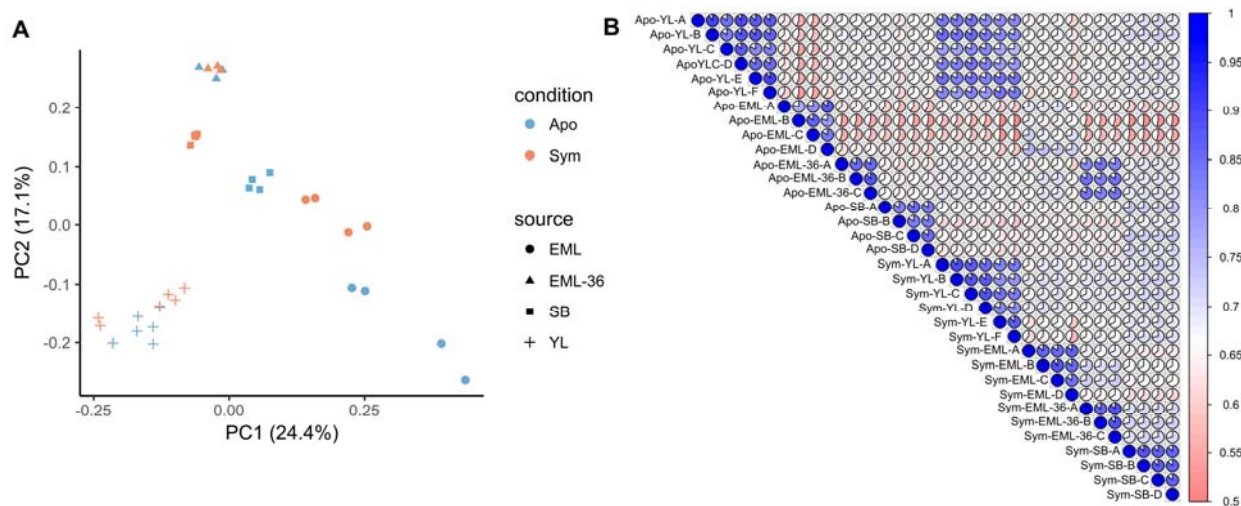 A
PC2 (17.1%)
0.2
0.1
0.0
-0.1
-0.2
-0.25
0.00
0.25
PC1 (24.4%)
condition
Apo
Sym
source
EML
EML-36
SB
YL
B
Apo-YL-A
Apo-YL-B
Apo-YL-C
ApoYLC-D
Apo-YL-E
Apo-YL-F
Apo-EML-A
Apo-EML-B
Apo-EML-C
Apo-EML-D
Apo-EML-36-A
Apo-EML-36-B
Apo-EML-36-C
Apo-SB-A
Apo-SB-B
Apo-SB-C
Apo-SB-D
Sym-YL-A
Sym-YL-B
Sym-YL-C
Sym-YL-D
Sym-YL-E
Sym-YL-F
Sym-EML-A
Sym-EML-B
Sym-EML-C
Sym-EML-D
Sym-EML-36-A
Sym-EML-36-B
Sym-EML-36-C
Sym-SB-A
Sym-SB-B
Sym-SB-C
Sym-SB-D
1
0.95
0.9
0.85
0.8
0.75
0.7
0.65
0.6
0.55
0.5